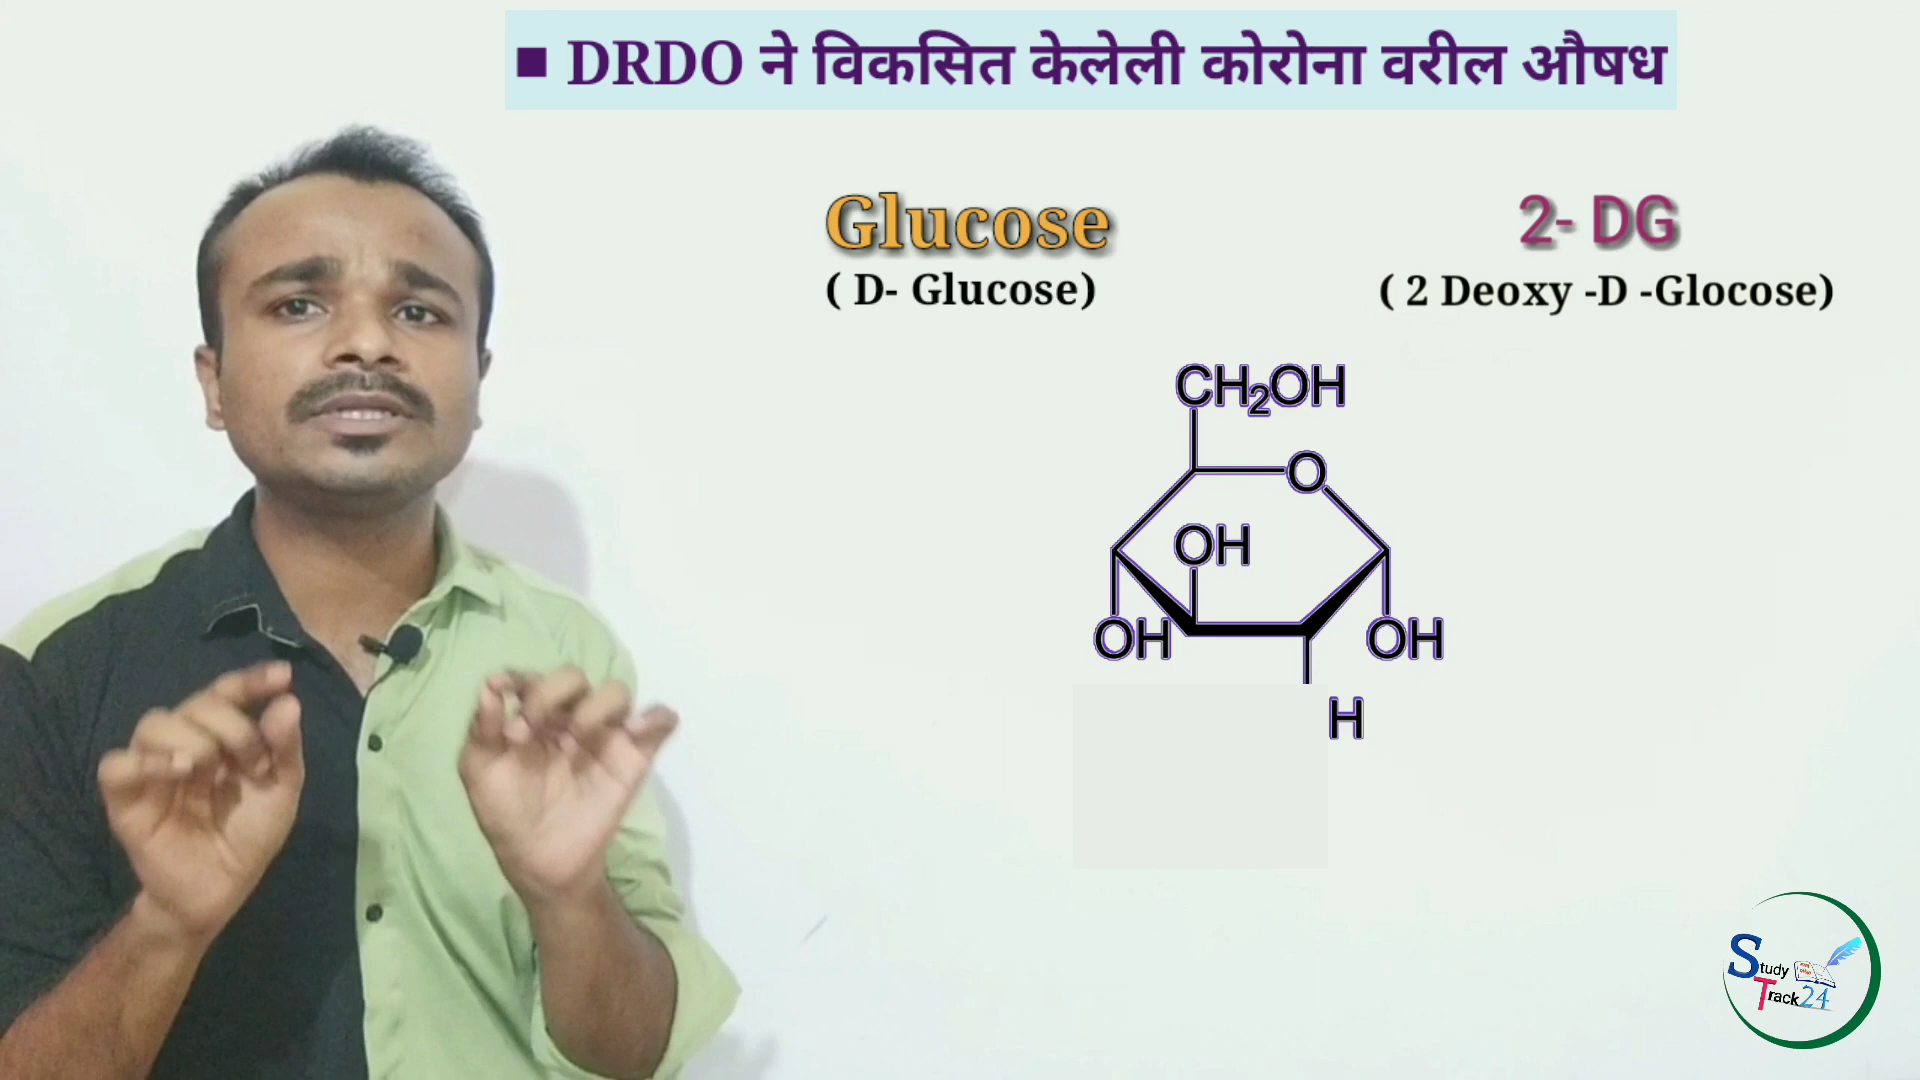 ■ DRDO ने विकसित केलेली कोरोना वरील औषध
Glucose
( D- Glucose)
2- DG
( 2 Deoxy -D -Glocose)
CH2OH
O
OH
OH
OH
H
Study
Track24